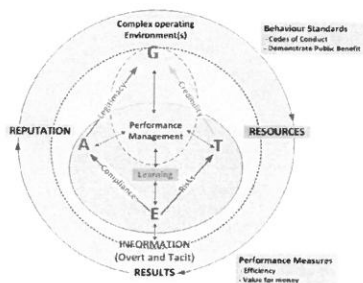 Complex operating
Environment(s)
Behaviour Standards
- Codes of Conduct
- Demonstrate Public Benefit
G
Legitimacy
Credibility
REPUTATION
RESOURCES
A
Performance
Management
T
Learning
Compliance
Risks
E
INFORMATION
(Overt and Tacit)
RESULTS
Performance Measures
- Efficiency
- Value for money